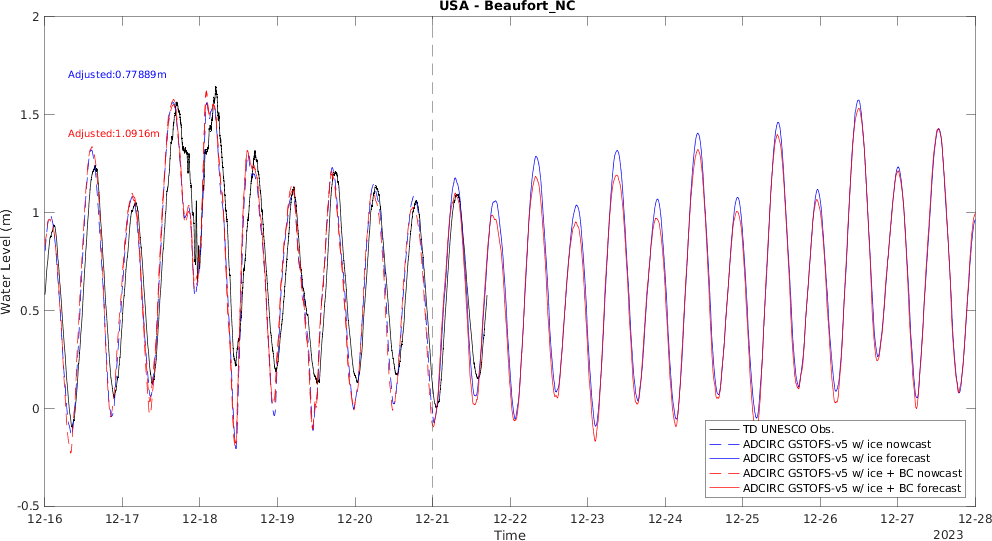 USA - Beaufort_NC
2
1.5
1
0.5
0
-0.5
Water Level (m)
Adjusted:0.77889m
Adjusted:1.0916m
TD UNESCO Obs.
ADCIRC GSTOFS-v5 w/ ice nowcast
ADCIRC GSTOFS-v5 w/ ice forecast
ADCIRC GSTOFS-v5 w/ ice + BC nowcast
ADCIRC GSTOFS-v5 w/ ice + BC forecast
12-16 12-17 12-18 12-19 12-20 12-21 12-22 12-23 12-24 12-25 12-26 12-27 12-28
Time
2023